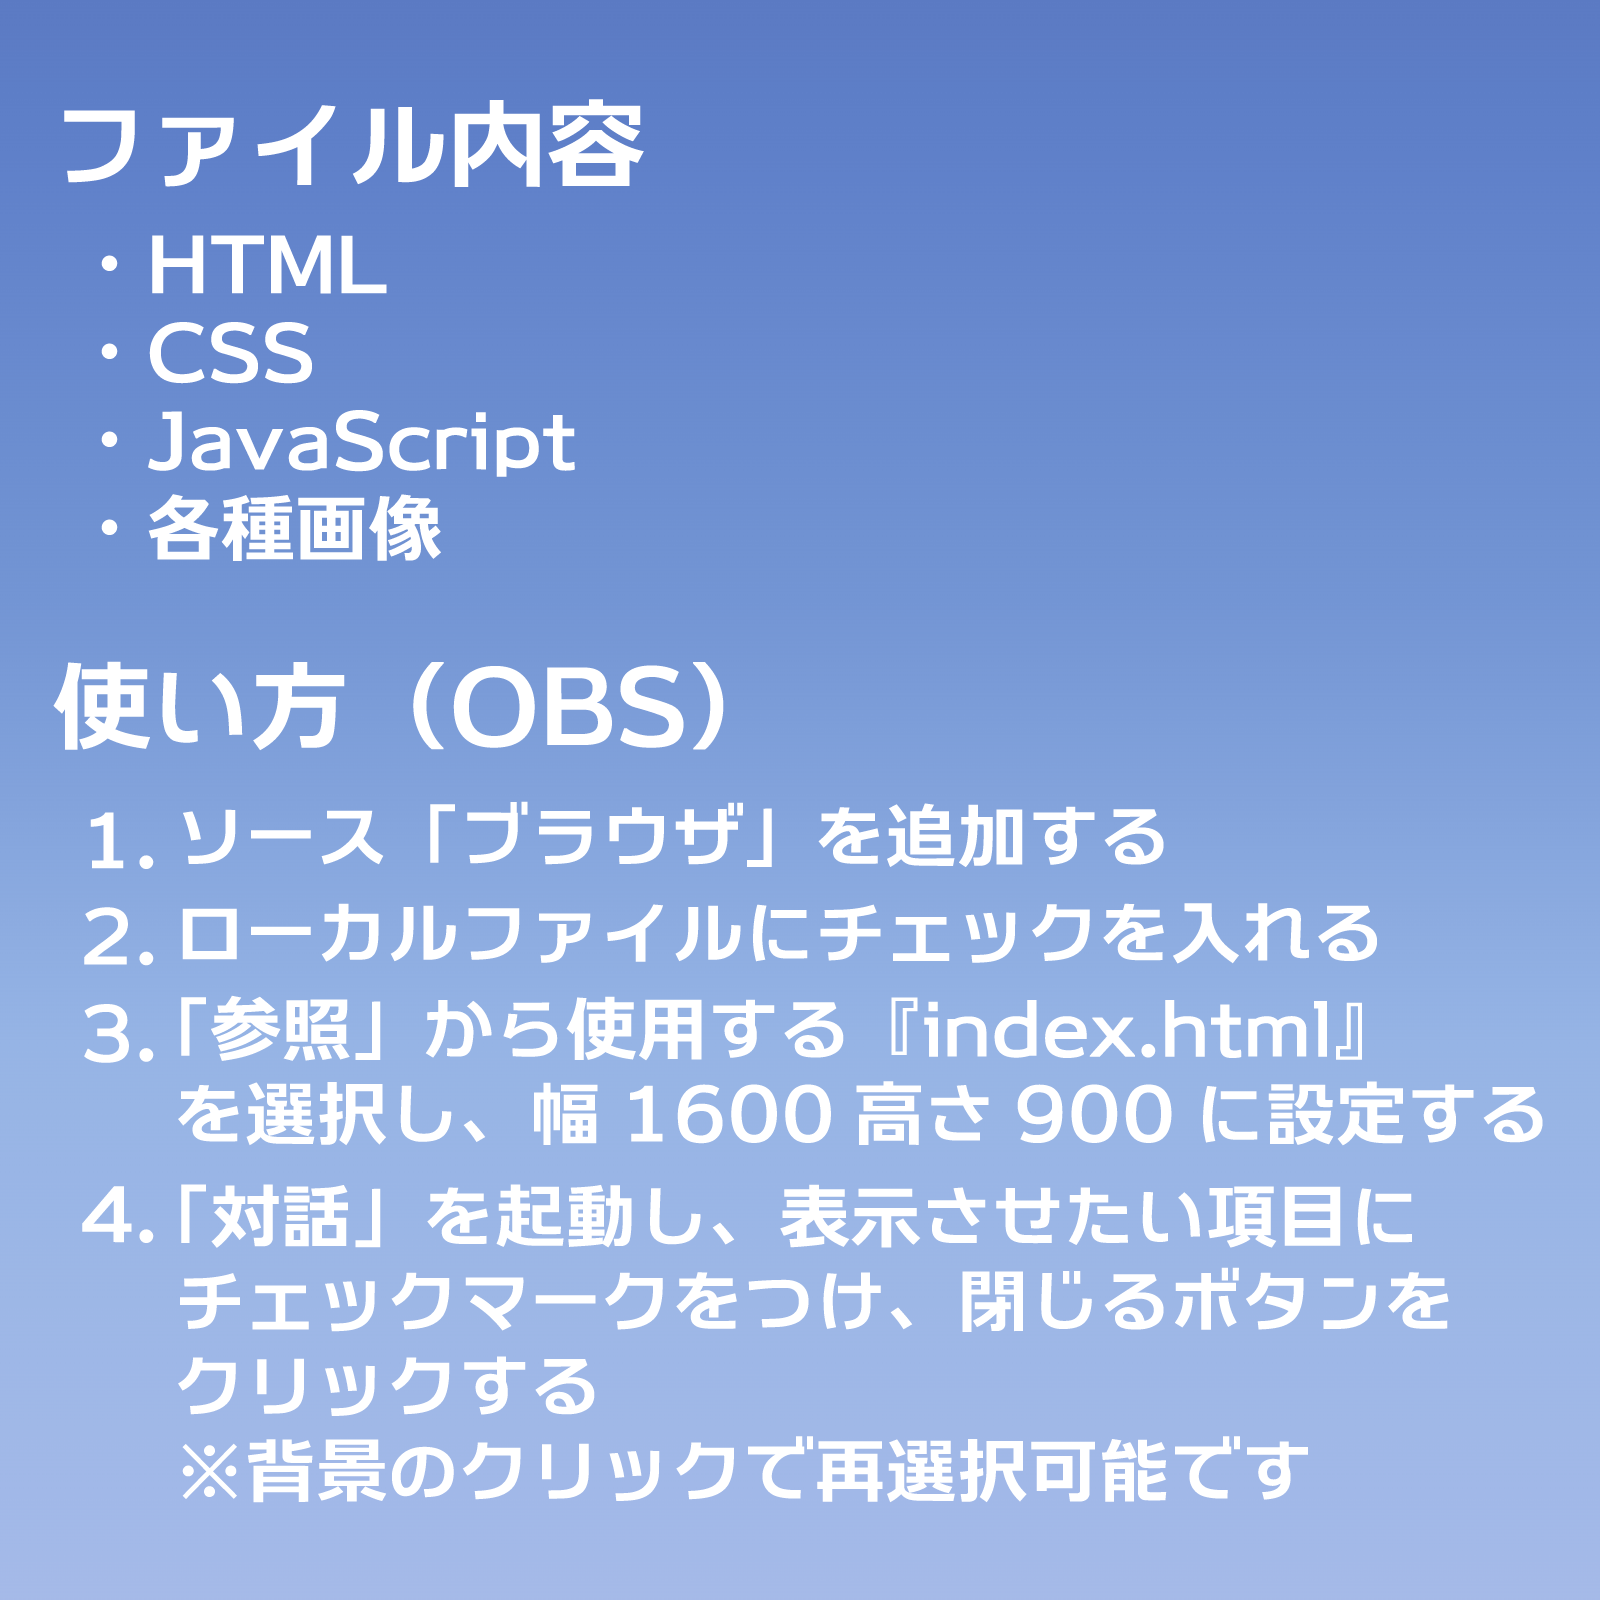 ファイル内容
・HTML
・CSS
・JavaScript
・各種画像
使い方（OBS）
1. ソース「ブラウザ」を追加する
2. ローカルファイルにチェックを入れる
3.「参照」から使用する『index.html』
を選択し、幅 1600 高さ 900 に設定する
4.「対話」を起動し、表示させたい項目に
チェックマークをつけ、閉じるボタンを
クリックする
※背景のクリックで再選択可能です